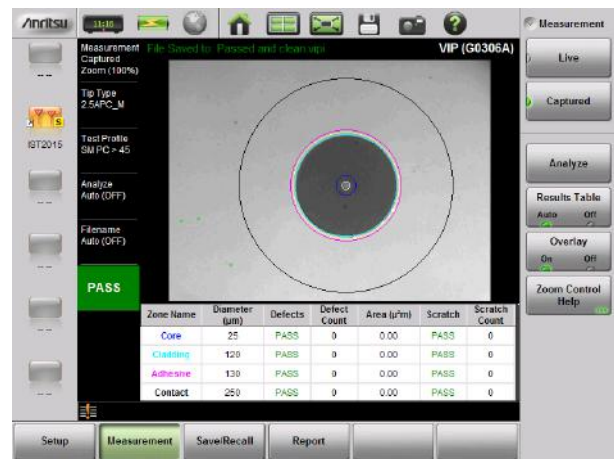 Anritsu 11:16 ?
Measurement
Measurement
Captured
Zoom (100%)
File Saved to: Passed and clean.vipi
VIP (G0306A)
Live
Tip Type
2.5APC_M
Captured
IST2015
Test Profile
SM PC > 45
Analyze
Analyze
Auto (OFF)
Results Table
Auto Off
Filename
Auto (OFF)
Overlay
On Off
PASS
Zoom Control
Help
Zone Name Diameter (µm) Defects Defect Count Area (µ²m) Scratch Scratch Count
Core 25 PASS 0 0.00 PASS 0
Cladding 120 PASS 0 0.00 PASS 0
Adhesive 130 PASS 0 0.00 PASS 0
Contact 250 PASS 0 0.00 PASS 0
-- --
Setup Measurement Save/Recall Report